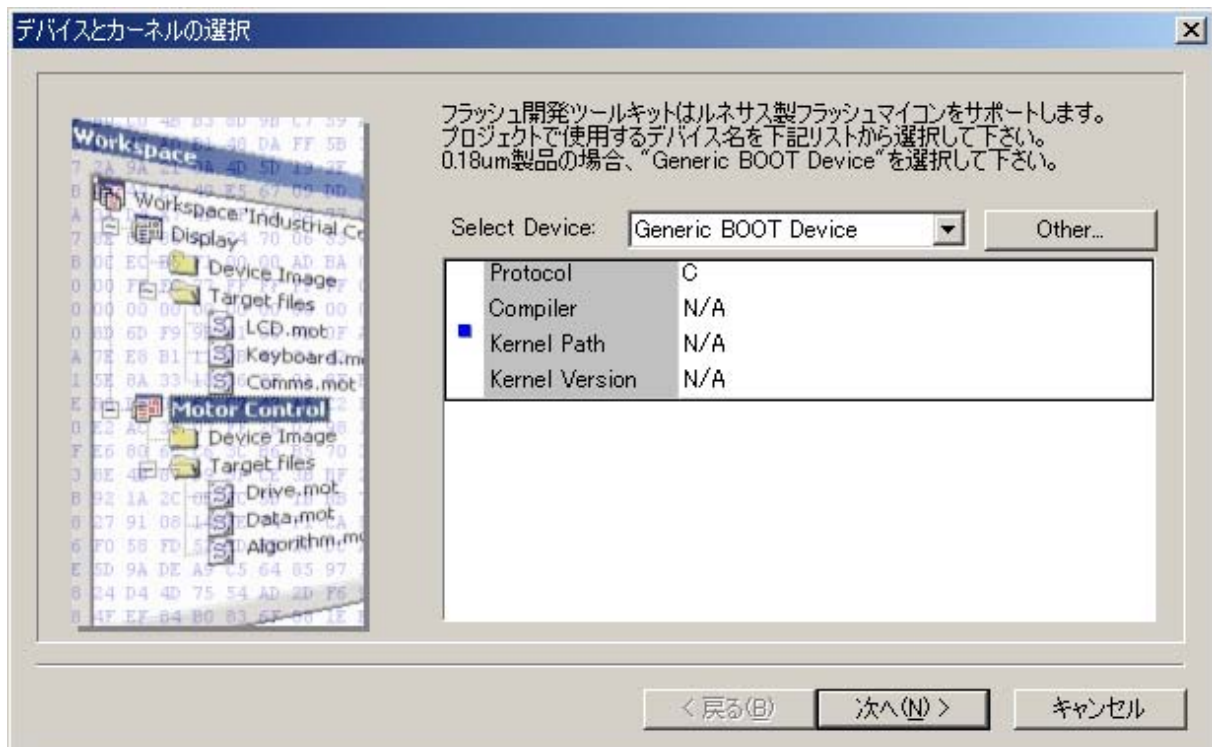 デバイスとカーネルの選択
フラッシュ開発ツールキットはルネサス製フラッシュマイコンをサポートします。
プロジェクトで使用するデバイス名を下記リストから選択して下さい。
0.18um製品の場合、"Generic BOOT Device"を選択して下さい。
Select Device: Generic BOOT Device Other...
Protocol C
Compiler N/A
Kernel Path N/A
Kernel Version N/A
Workspace
Workspace 'Industrial Co
Display
Device Image
Target files
LCD.mot
Keyboard.m
Comms.mot
Motor Control
Device Image
Target files
Drive.mot
Data.mot
Algorithm.mo
< 戻る(B) 次へ(N) > キャンセル